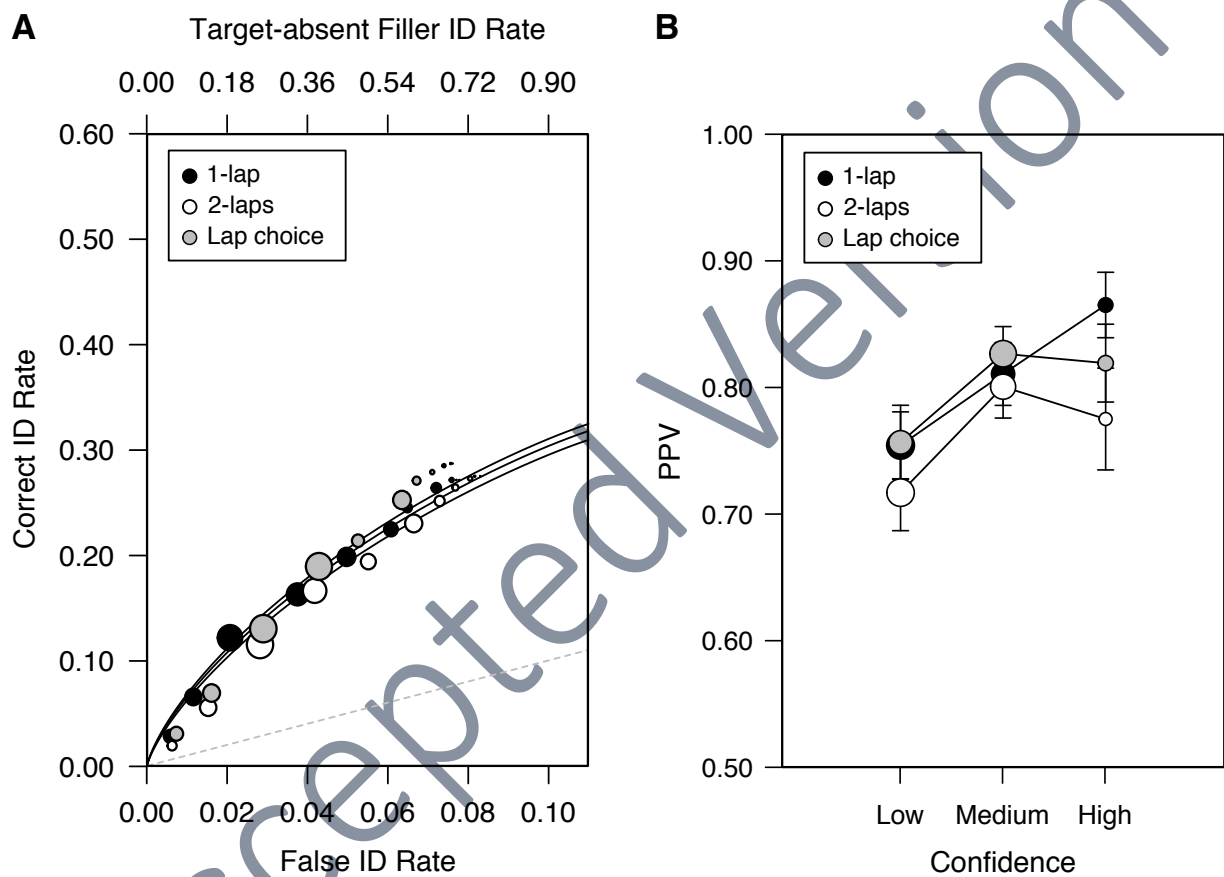 A
Target-absent Filler ID Rate
0.00 0.18 0.36 0.54 0.72 0.90
0.60
0.50
0.40
0.30
0.20
0.10
0.00
Correct ID Rate
1-lap
2-laps
Lap choice
0.00 0.02 0.04 0.06 0.08 0.10
False ID Rate
B
1.00
0.90
0.80
0.70
0.60
0.50
PPV
1-lap
2-laps
Lap choice
Low Medium High
Confidence